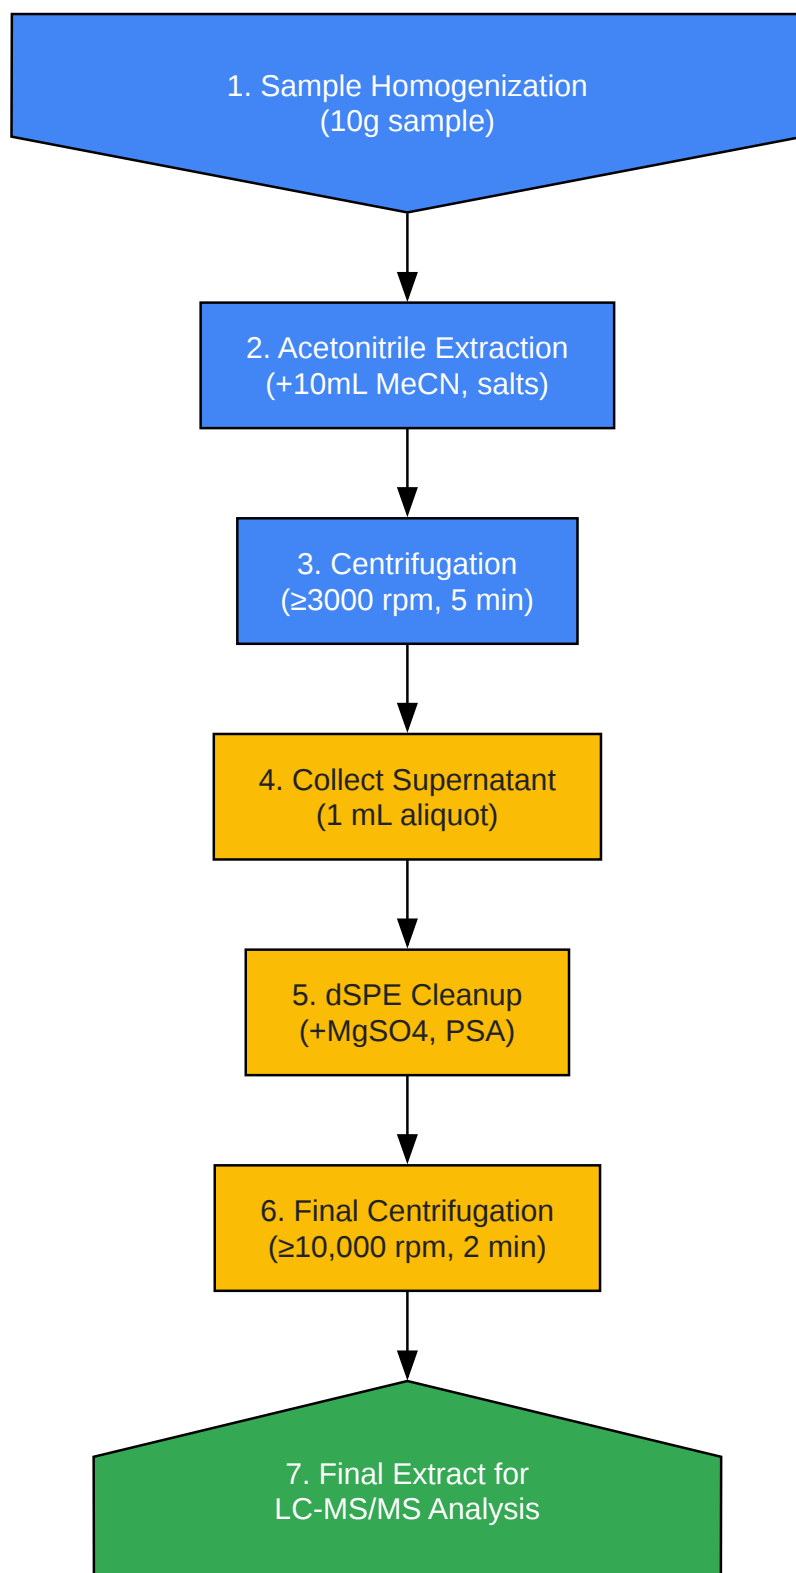 1. Sample Homogenization
(10g sample)
2. Acetonitrile Extraction
(+10mL MeCN, salts)
3. Centrifugation
(≥3000 rpm, 5 min)
4. Collect Supernatant
(1 mL aliquot)
5. dSPE Cleanup
(+MgSO4, PSA)
6. Final Centrifugation
(≥10,000 rpm, 2 min)
7. Final Extract for
LC-MS/MS Analysis